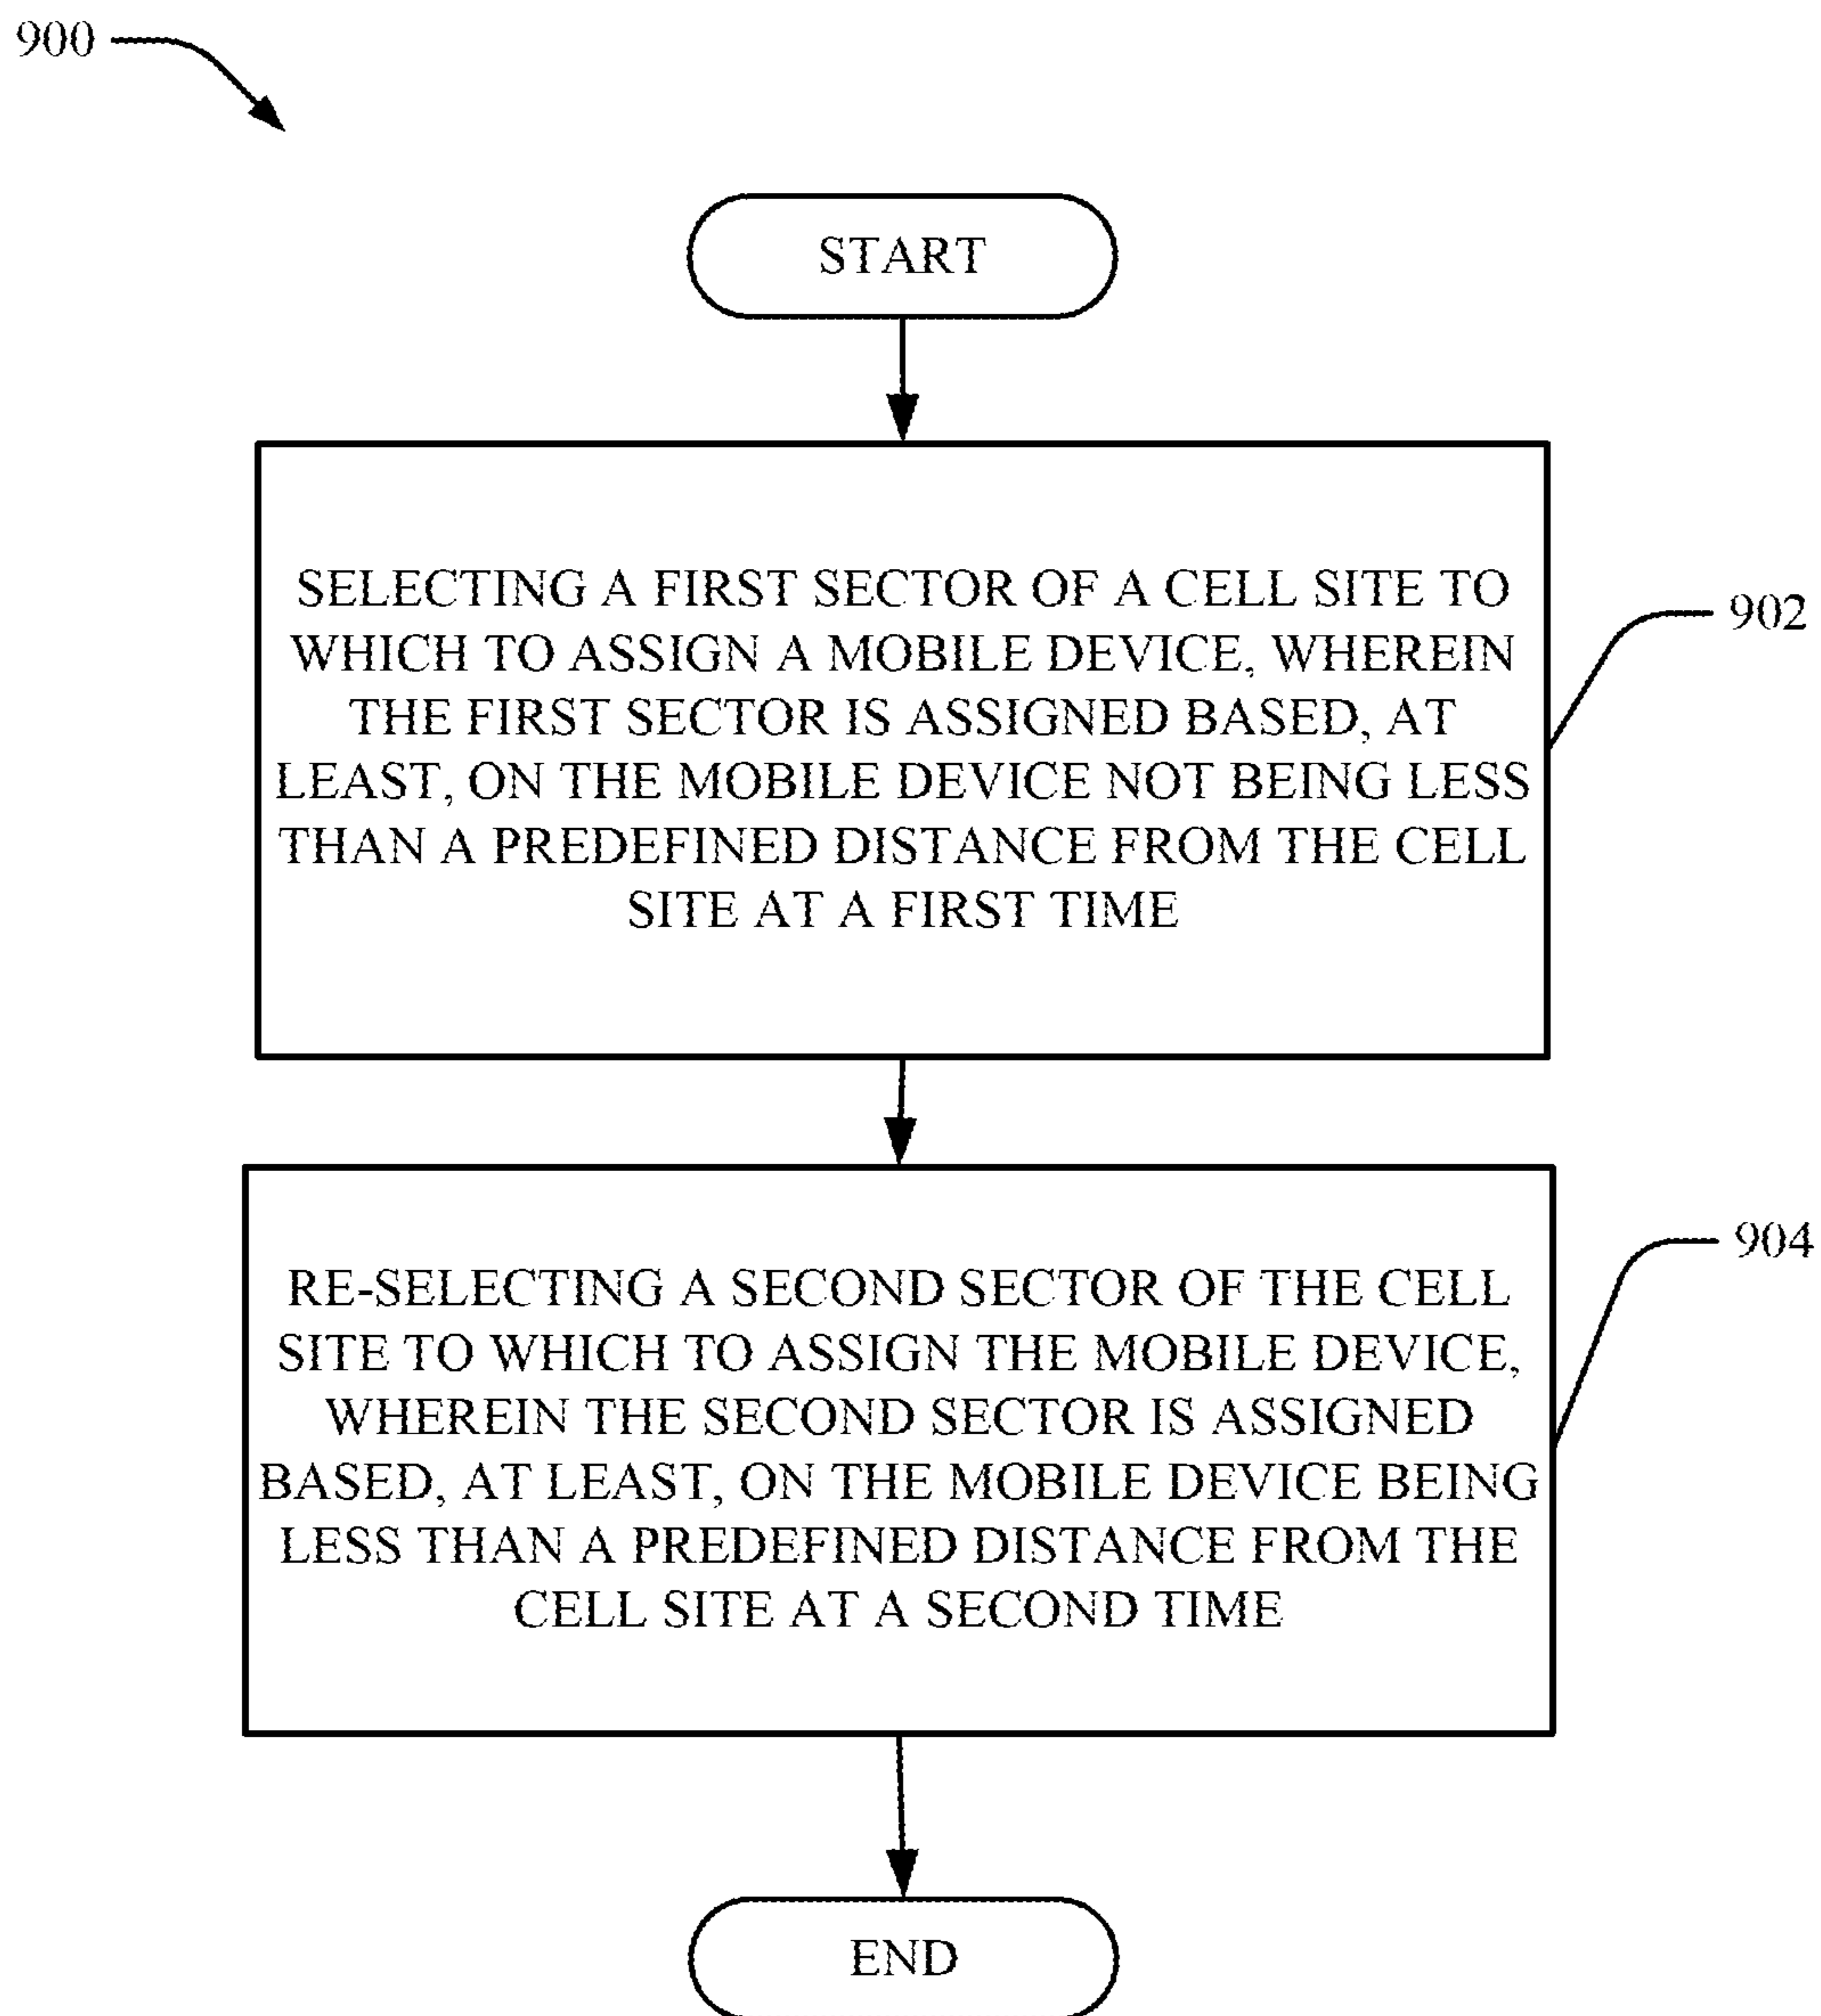 900
START
SELECTING A FIRST SECTOR OF A CELL SITE TO
WHICH TO ASSIGN A MOBILE DEVICE, WHEREIN
THE FIRST SECTOR IS ASSIGNED BASED, AT
LEAST, ON THE MOBILE DEVICE NOT BEING LESS
THAN A PREDEFINED DISTANCE FROM THE CELL
SITE AT A FIRST TIME
902
RE-SELECTING A SECOND SECTOR OF THE CELL
SITE TO WHICH TO ASSIGN THE MOBILE DEVICE,
WHEREIN THE SECOND SECTOR IS ASSIGNED
BASED, AT LEAST, ON THE MOBILE DEVICE BEING
LESS THAN A PREDEFINED DISTANCE FROM THE
CELL SITE AT A SECOND TIME
904
END